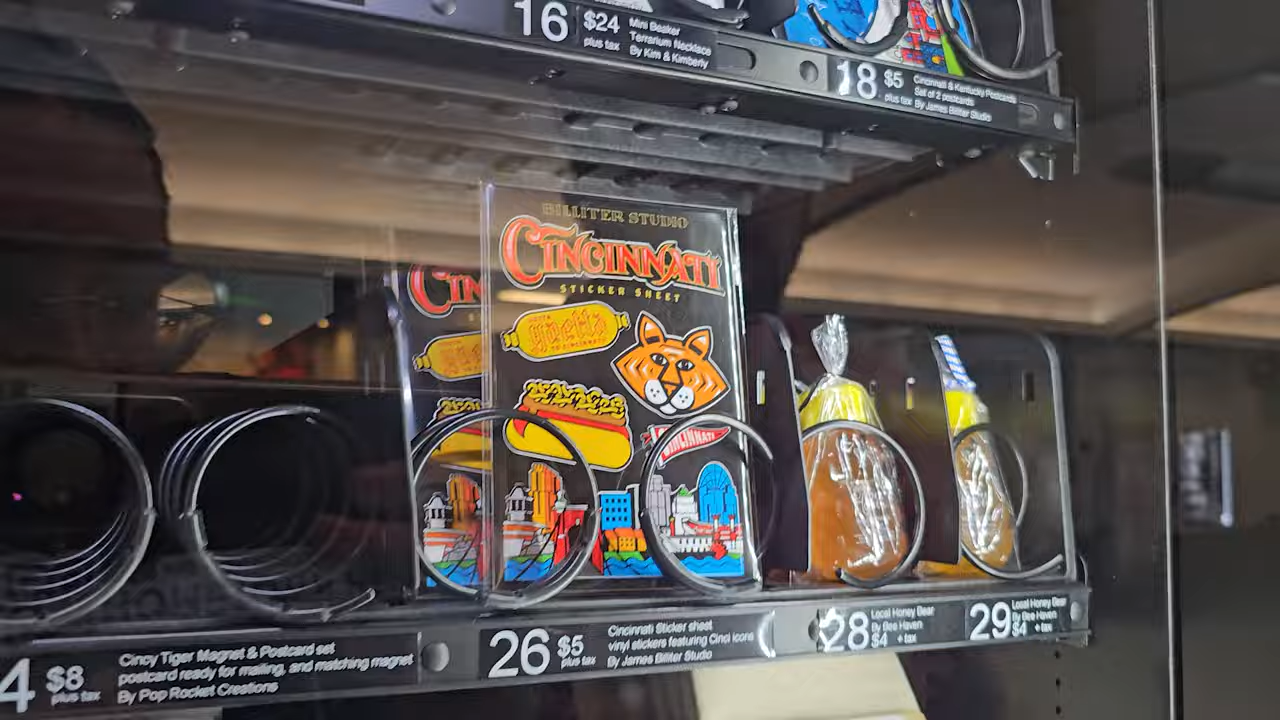 16
$24
plus tax
Mini Beaker
Terrarium Necklace
By Kim & Kimberly
18
$5
plus tax
Cincinnati & Kentucky Postcards
Set of 2 postcards
By James Billiter Studio
BILLITER STUDIO
CINCINNATI
STICKER SHEET
CIN
goetta
CINCINNATI
4
$8
plus tax
Cincy Tiger Magnet & Postcard set
postcard ready for mailing, and matching magnet
By Pop Rocket Creations
26
$5
plus tax
Cincinnati Sticker sheet
vinyl stickers featuring Cinci icons
By James Billiter Studio
28
Local Honey Bear
By Bee Haven
$4 + tax
29
Local Honey Bear
By Bee Haven
$4 + tax